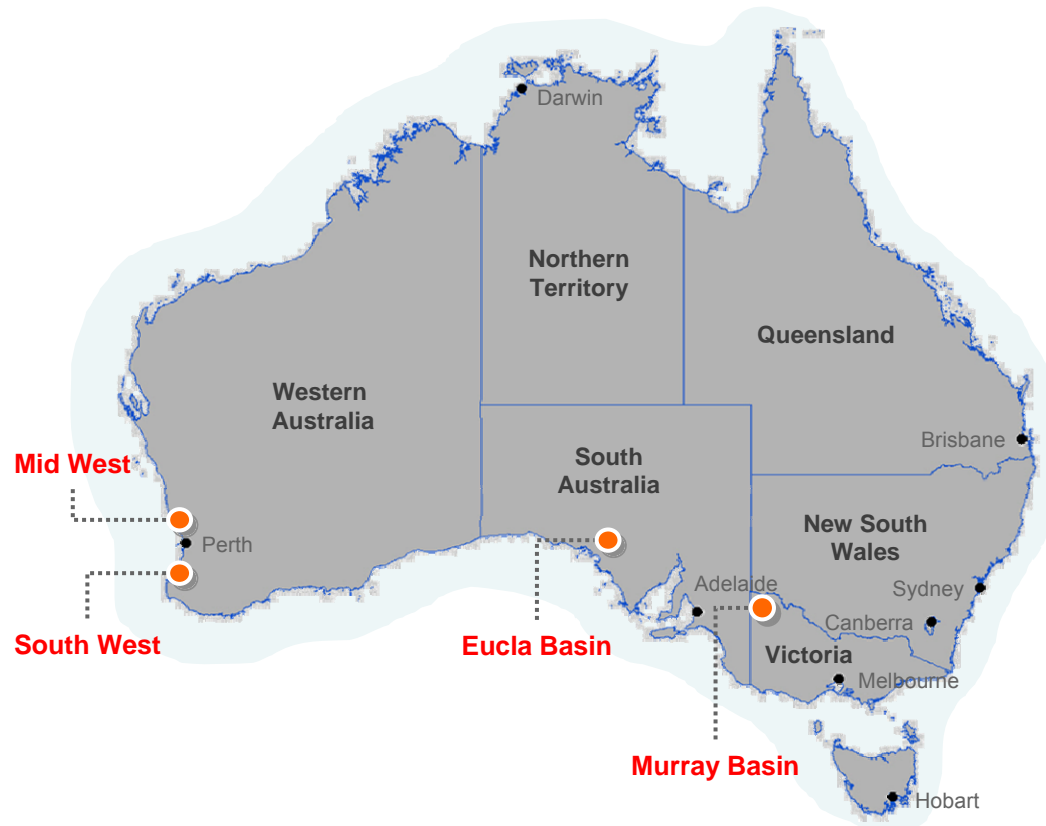 Darwin
Northern
Territory
Queensland
Western
Australia
Brisbane
South
Australia
Mid West
New South
Wales
Perth
Adelaide
Sydney
Canberra
South West
Eucla Basin
Victoria
Melbourne
Murray Basin
Hobart